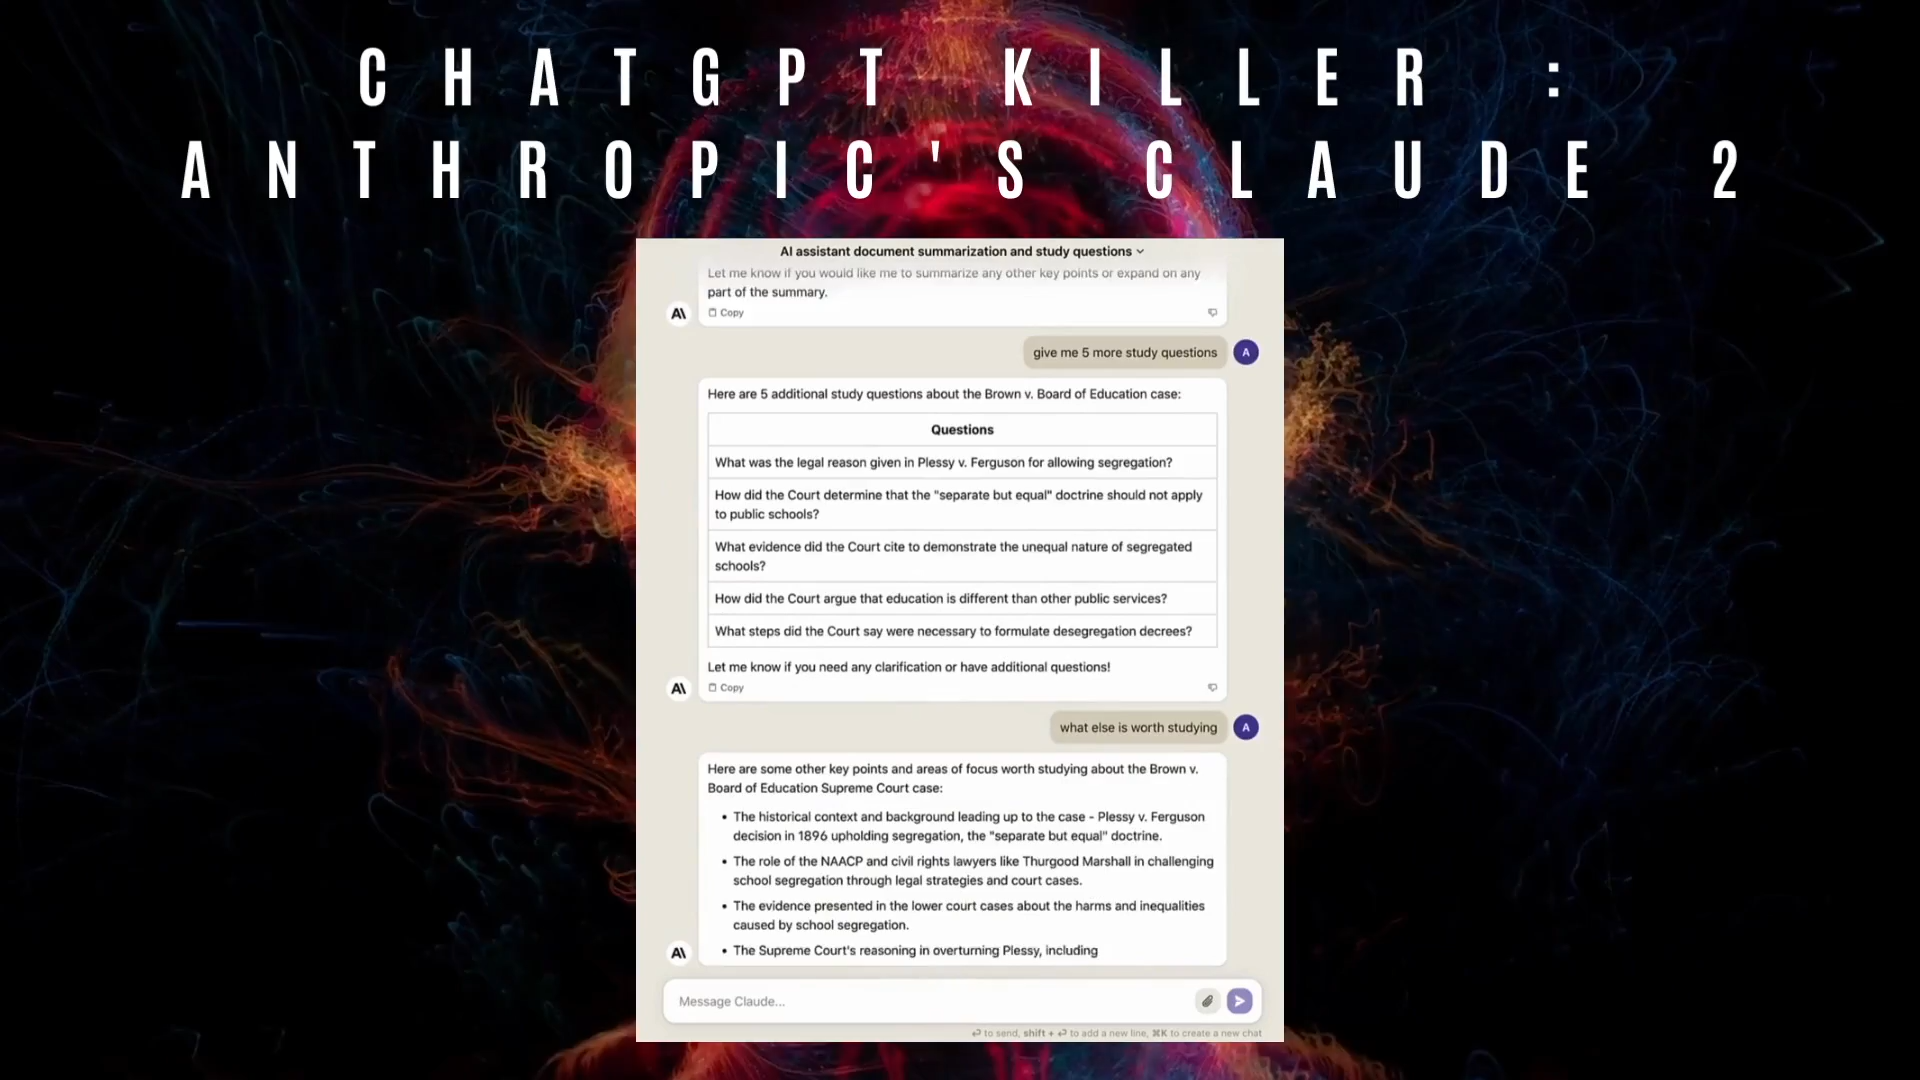 CHATGPT KILLER :
ANTHROPIC'S CLAUDE 2
AI assistant document summarization and study questions
Let me know if you would like me to summarize any other key points or expand on any
part of the summary.
A\
Copy
give me 5 more study questions
A
Here are 5 additional study questions about the Brown v. Board of Education case:
Questions
What was the legal reason given in Plessy v. Ferguson for allowing segregation?
How did the Court determine that the "separate but equal" doctrine should not apply
to public schools?
What evidence did the Court cite to demonstrate the unequal nature of segregated
schools?
How did the Court argue that education is different than other public services?
What steps did the Court say were necessary to formulate desegregation decrees?
Let me know if you need any clarification or have additional questions!
A\
Copy
what else is worth studying
A
Here are some other key points and areas of focus worth studying about the Brown v.
Board of Education Supreme Court case:
• The historical context and background leading up to the case - Plessy v. Ferguson
decision in 1896 upholding segregation, the "separate but equal" doctrine.
• The role of the NAACP and civil rights lawyers like Thurgood Marshall in challenging
school segregation through legal strategies and court cases.
• The evidence presented in the lower court cases about the harms and inequalities
caused by school segregation.
• The Supreme Court's reasoning in overturning Plessy, including
A\
Message Claude...
⏎ to send, shift + ⏎ to add a new line, ⌘K to create a new chat